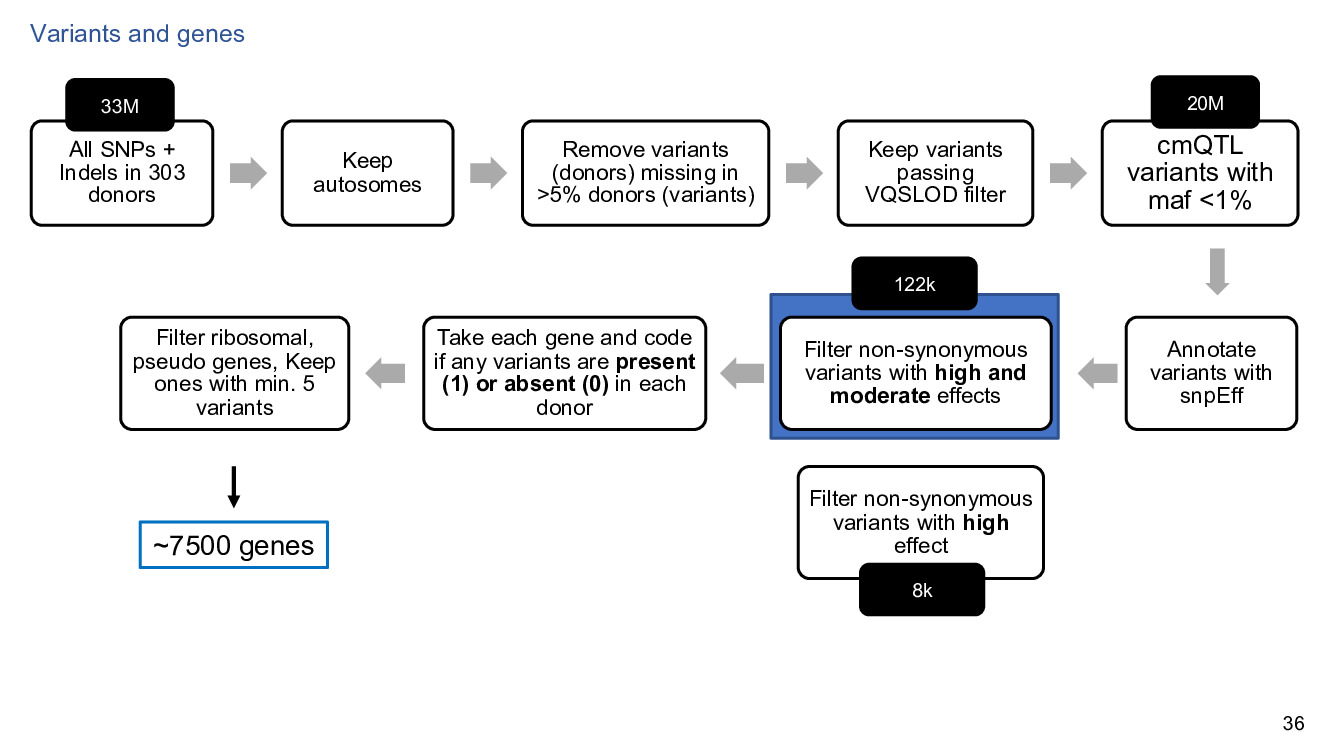 Variants and genes
33M
All SNPs +
Indels in 303
donors
Keep
autosomes
Remove variants
(donors) missing in
>5% donors (variants)
Keep variants
passing
VQSLOD filter
20M
cmQTL
variants with
maf <1%
Annotate
variants with
snpEff
122k
Filter non-synonymous
variants with high and
moderate effects
Filter non-synonymous
variants with high
effect
8k
Take each gene and code
if any variants are present
(1) or absent (0) in each
donor
Filter ribosomal,
pseudo genes, Keep
ones with min. 5
variants
~7500 genes
36